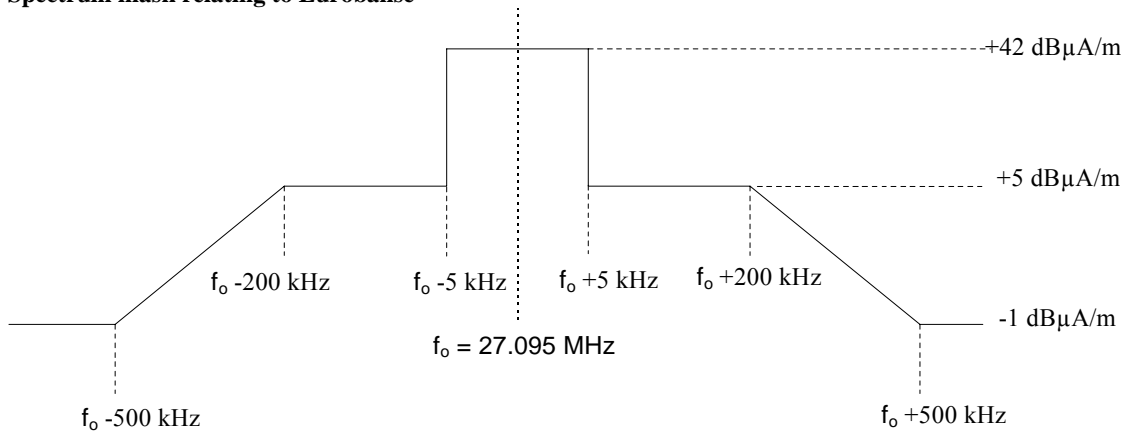 Spectrum mask relating to Eurobalise
+42 dBµA/m
+5 dBµA/m
fo -200 kHz
fo -5 kHz
fo +5 kHz
fo +200 kHz
-1 dBµA/m
fo = 27.095 MHz
fo -500 kHz
fo +500 kHz